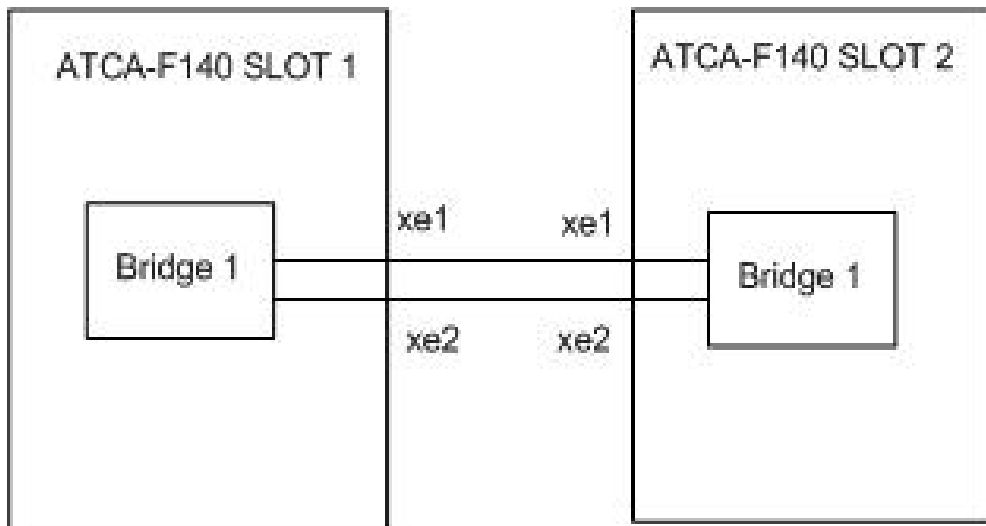 ATCA-F140 SLOT 1
ATCA-F140 SLOT 2
xe1
xe1
Bridge 1
Bridge 1
xe2
xe2